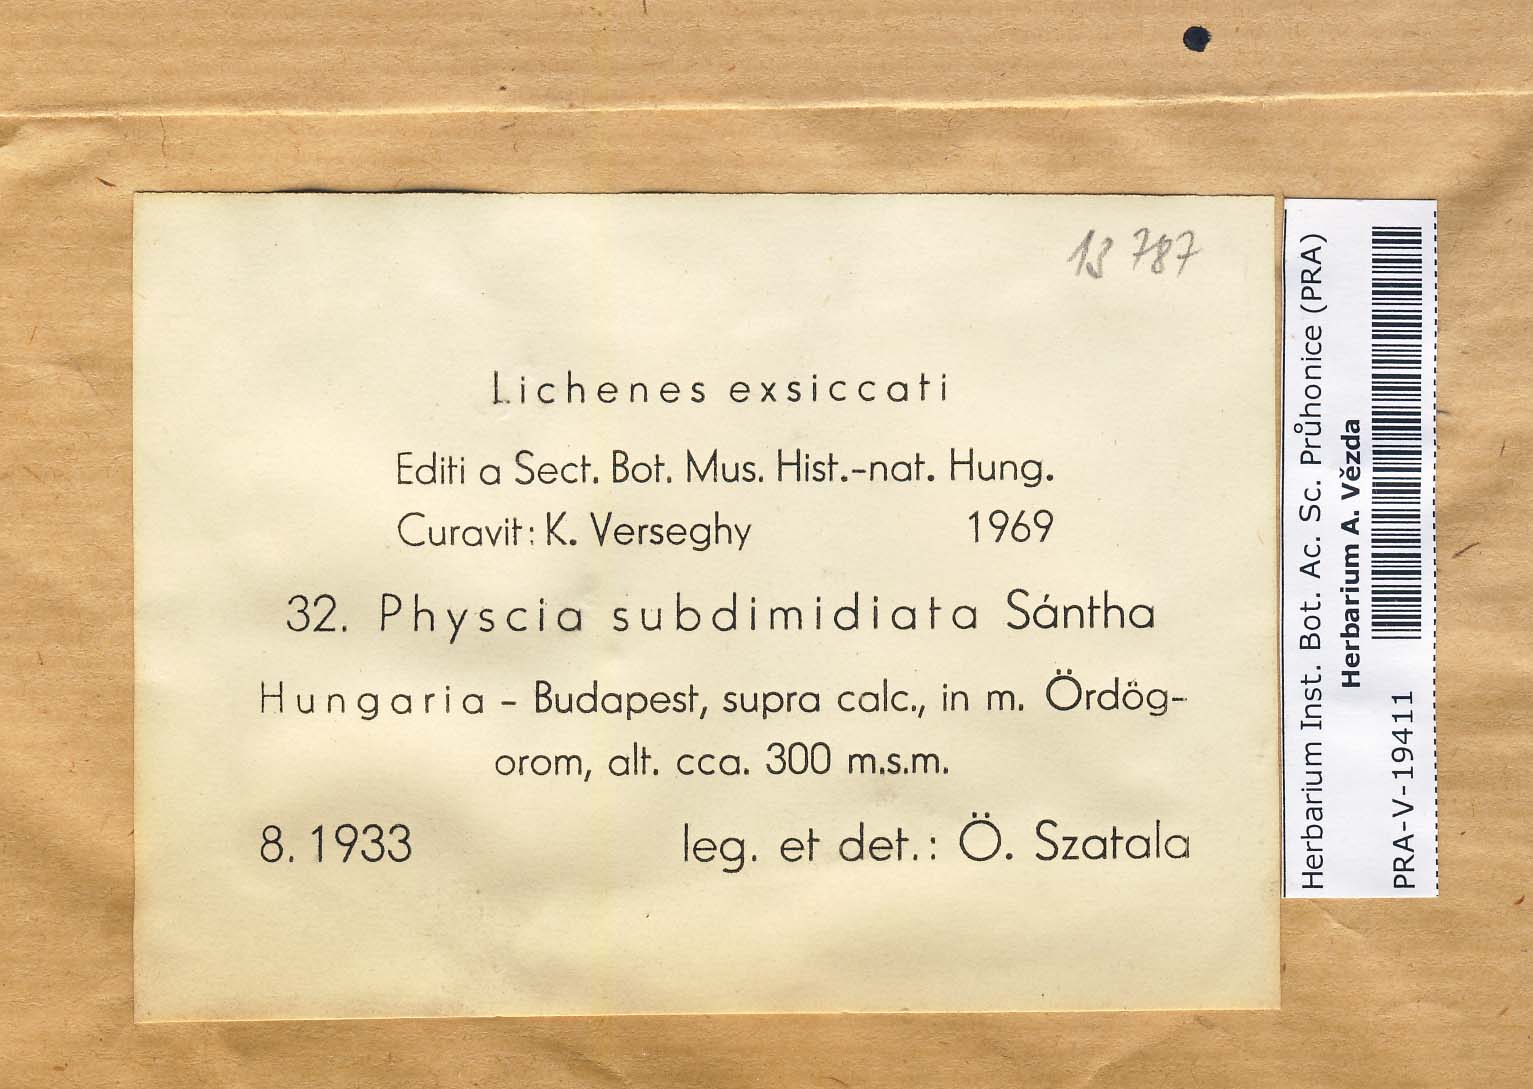 13 787
Lichenes exsiccati
Editi a Sect. Bot. Mus. Hist.-nat. Hung.
Curavit: K. Verseghy 1969
32. Physcia subdimidiata Sántha
Hungaria - Budapest, supra calc., in m. Ördög-
orom, alt. cca. 300 m.s.m.
8. 1933 leg. et det.: Ö. Szatala
Herbarium Inst. Bot. Ac. Sc. Průhonice (PRA)
Herbarium A. Vězda
PRA-V-19411